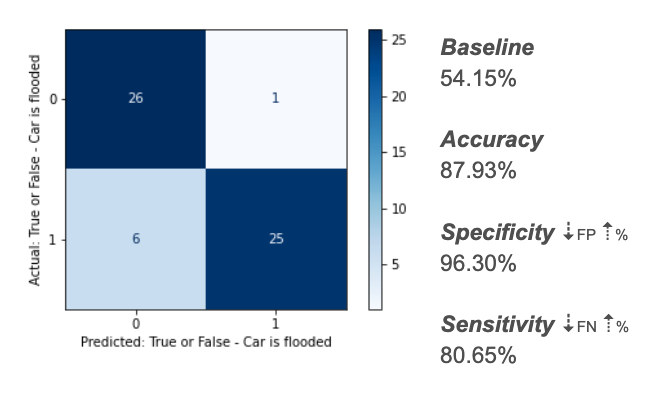 Actual: True or False - Car is flooded
0
26
1
1
6
25
0
1
Predicted: True or False - Car is flooded
25
20
15
10
5
Baseline
54.15%
Accuracy
87.93%
Specificity ⇣FP ⇡%
96.30%
Sensitivity ⇣FN ⇡%
80.65%